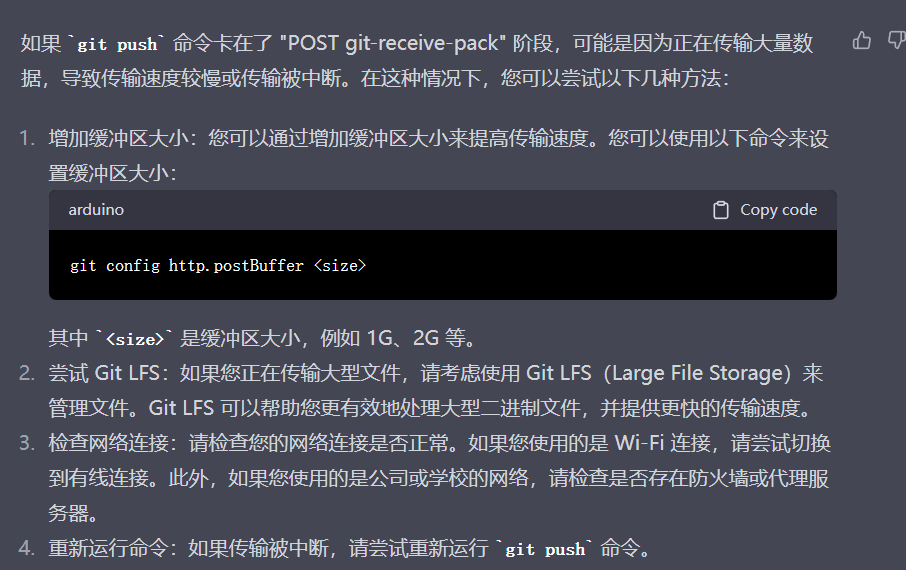 如果 `git push` 命令卡在了 "POST git-receive-pack" 阶段，可能是因为正在传输大量数
据，导致传输速度较慢或传输被中断。在这种情况下，您可以尝试以下几种方法：
1. 增加缓冲区大小：您可以通过增加缓冲区大小来提高传输速度。您可以使用以下命令来设
置缓冲区大小：
arduino Copy code
git config http.postBuffer <size>
其中 `<size>` 是缓冲区大小，例如 1G、2G 等。
2. 尝试 Git LFS：如果您正在传输大型文件，请考虑使用 Git LFS（Large File Storage）来
管理文件。Git LFS 可以帮助您更有效地处理大型二进制文件，并提供更快的传输速度。
3. 检查网络连接：请检查您的网络连接是否正常。如果您使用的是 Wi-Fi 连接，请尝试切换
到有线连接。此外，如果您使用的是公司或学校的网络，请检查是否存在防火墙或代理服
务器。
4. 重新运行命令：如果传输被中断，请尝试重新运行 `git push` 命令。